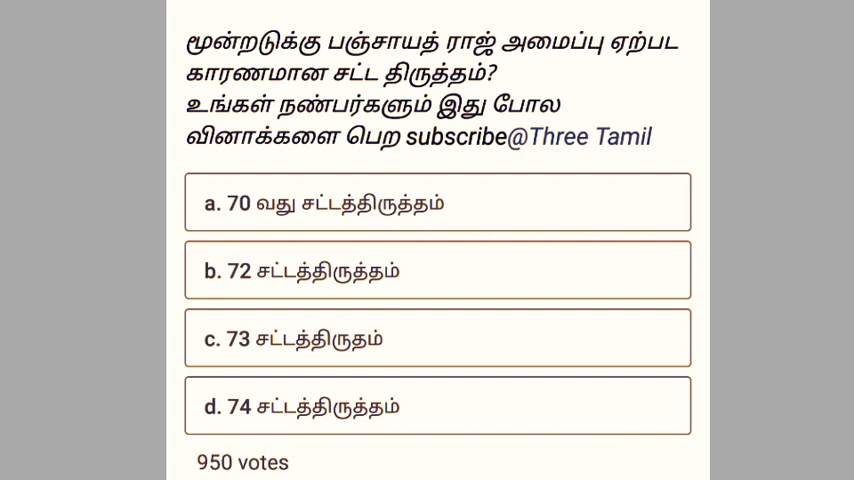 மூன்றடுக்கு பஞ்சாயத் ராஜ் அமைப்பு ஏற்பட
காரணமான சட்ட திருத்தம்?
உங்கள் நண்பர்களும் இது போல
வினாக்களை பெற subscribe@Three Tamil
a. 70 வது சட்டத்திருத்தம்
b. 72 சட்டத்திருத்தம்
c. 73 சட்டத்திருதம்
d. 74 சட்டத்திருத்தம்
950 votes